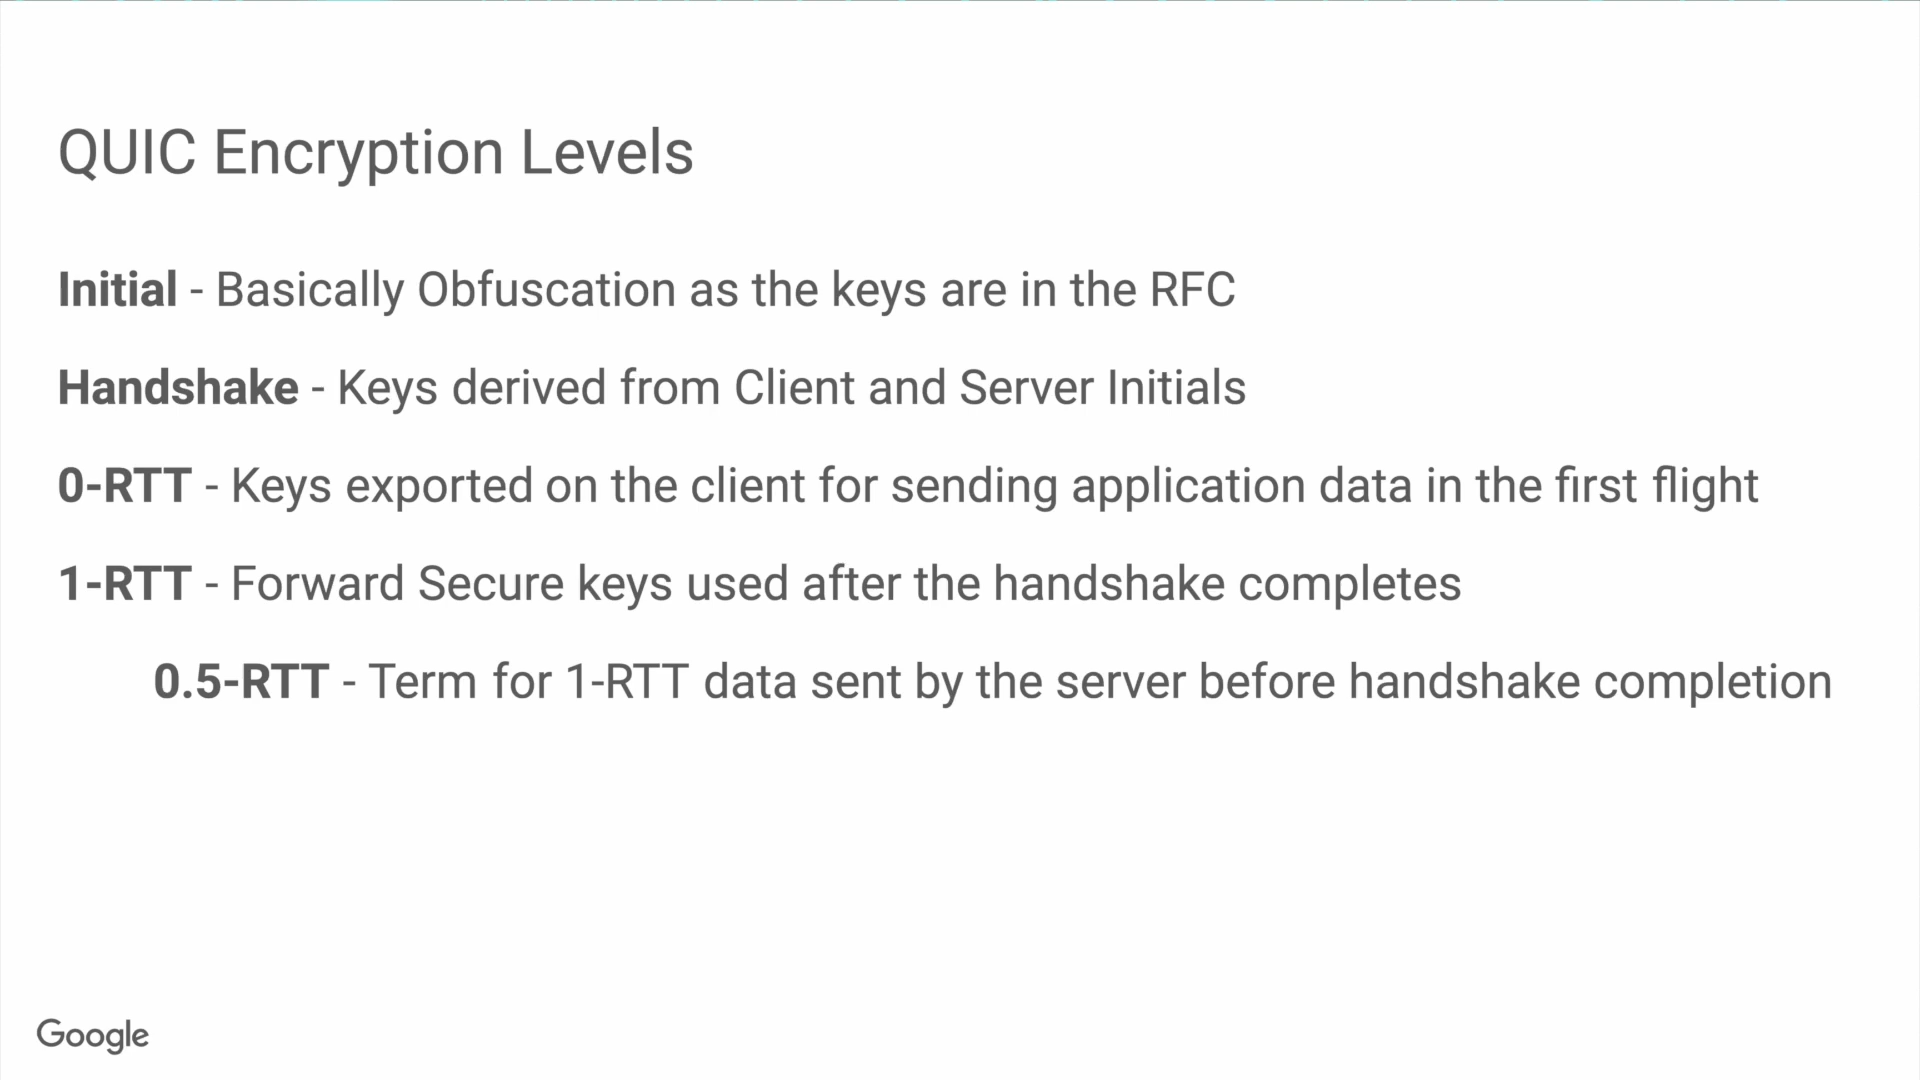 QUIC Encryption Levels
Initial - Basically Obfuscation as the keys are in the RFC
Handshake - Keys derived from Client and Server Initials
0-RTT - Keys exported on the client for sending application data in the first flight
1-RTT - Forward Secure keys used after the handshake completes
0.5-RTT - Term for 1-RTT data sent by the server before handshake completion
Google